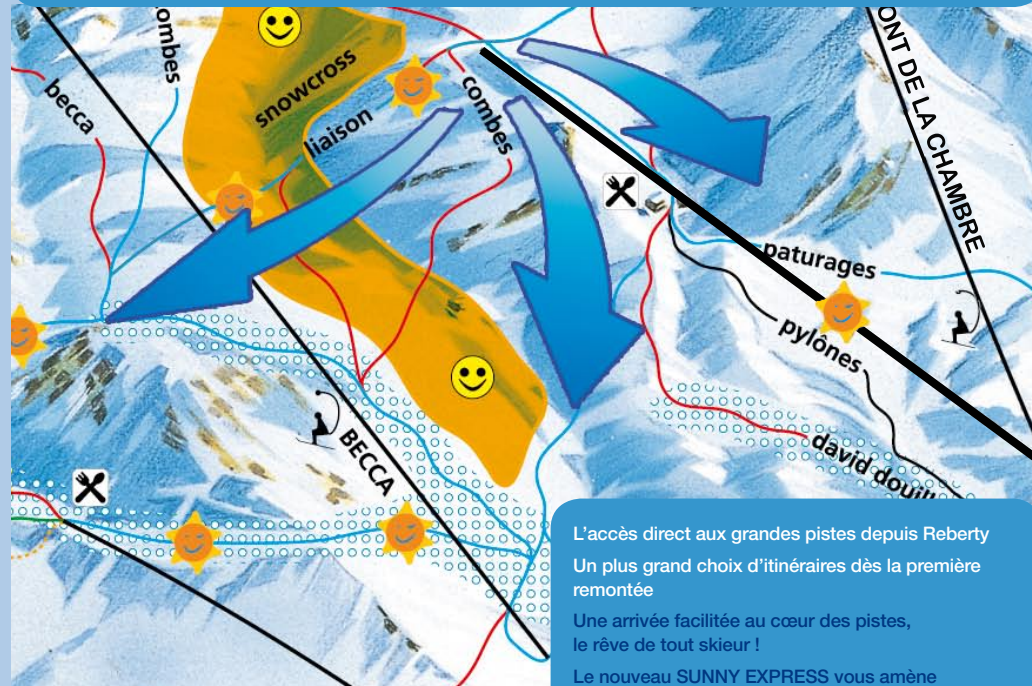 ombes
becca
snowcross
liaison
combes
ONT DE LA CHAMBRE
paturages
pylônes
BECCA
david douill
L'accès direct aux grandes pistes depuis Reberty
Un plus grand choix d'itinéraires dès la première
remontée
Une arrivée facilitée au cœur des pistes,
le rêve de tout skieur !
Le nouveau SUNNY EXPRESS vous amène